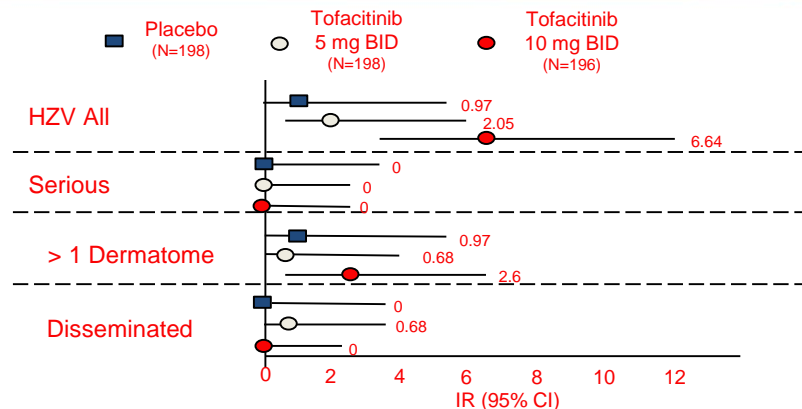 Placebo
(N=198)
Tofacitinib
5 mg BID
(N=198)
Tofacitinib
10 mg BID
(N=196)
HZV All
0.97
2.05
6.64
Serious
0
0
0
> 1 Dermatome
0.97
0.68
2.6
Disseminated
0
0.68
0
0 2 4 6 8 10 12
IR (95% CI)